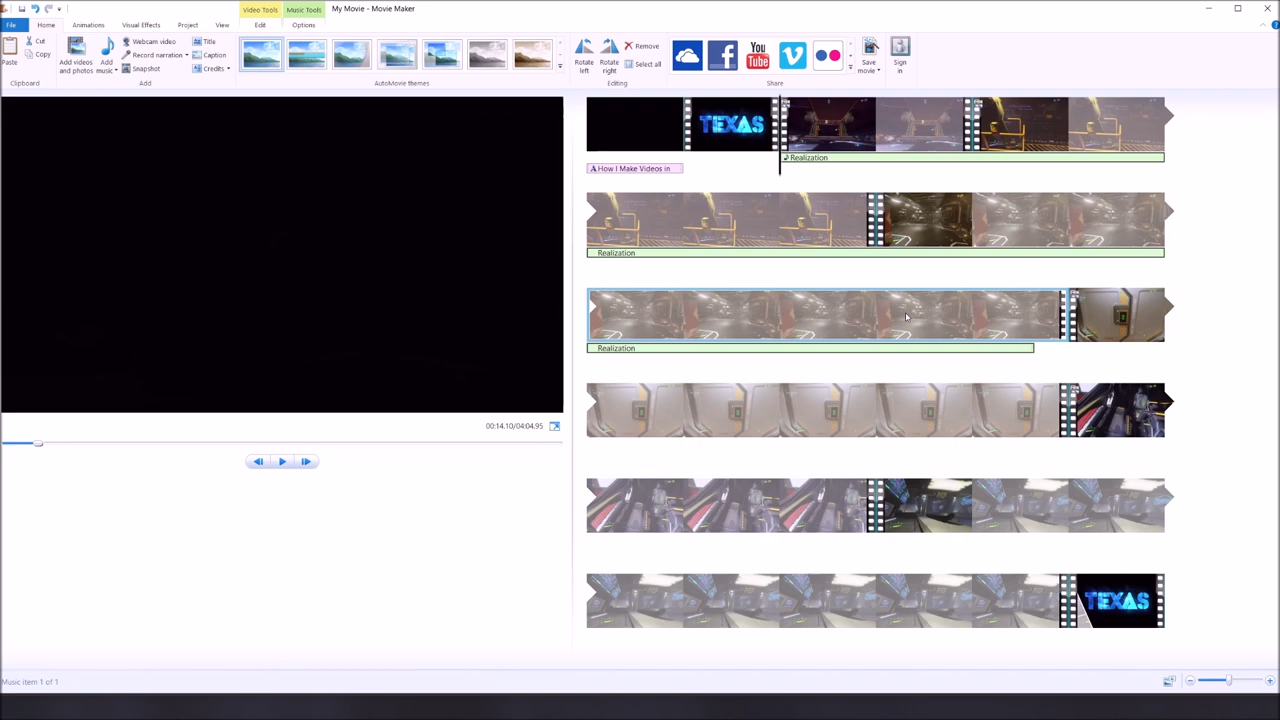 Video Tools
Music Tools
My Movie - Movie Maker
File
Home
Animations
Visual Effects
Project
View
Edit
Options
Paste
Cut
Copy
Clipboard
Add videos
and photos
Add
music
Webcam video
Record narration
Snapshot
Title
Caption
Credits
Add
AutoMovie themes
Rotate
left
Rotate
right
Remove
Select all
Editing
f
You
Tube
Share
Save
movie
Sign
in
TEXAS
Realization
A How I Make Videos in
Realization
Realization
00:14.10/04:04.95
TEXAS
Music item 1 of 1